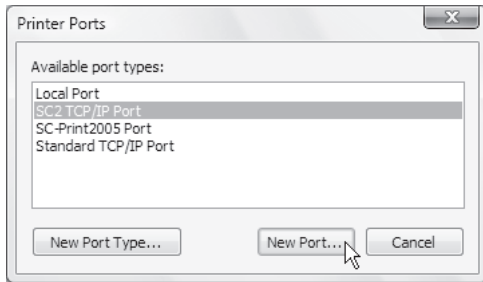 Printer Ports
Available port types:
Local Port
SC2 TCP/IP Port
SC-Print2005 Port
Standard TCP/IP Port
New Port Type... New Port... Cancel